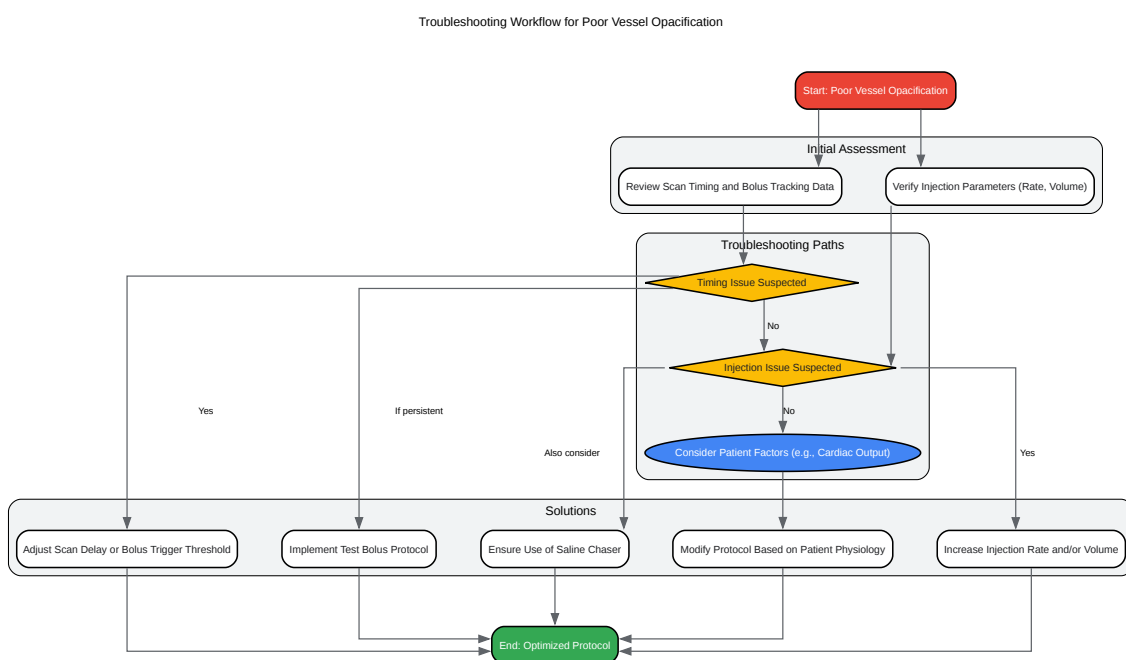 Troubleshooting Workflow for Poor Vessel Opacification
Start: Poor Vessel Opacification
Initial Assessment
Review Scan Timing and Bolus Tracking Data
Verify Injection Parameters (Rate, Volume)
Troubleshooting Paths
Timing Issue Suspected
No
Injection Issue Suspected
Yes
If persistent
No
Also consider
Consider Patient Factors (e.g., Cardiac Output)
Yes
Solutions
Adjust Scan Delay or Bolus Trigger Threshold
Implement Test Bolus Protocol
Ensure Use of Saline Chaser
Modify Protocol Based on Patient Physiology
Increase Injection Rate and/or Volume
End: Optimized Protocol